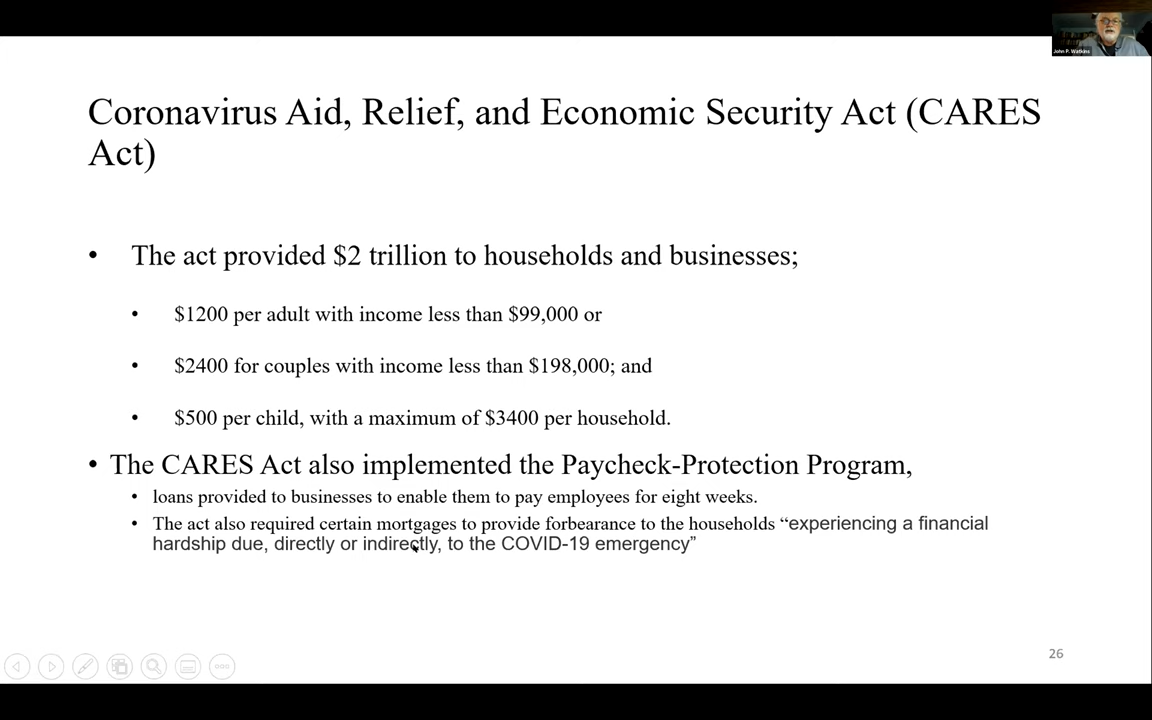 John P. Watkins
Coronavirus Aid, Relief, and Economic Security Act (CARES
Act)
• The act provided $2 trillion to households and businesses;
• $1200 per adult with income less than $99,000 or
• $2400 for couples with income less than $198,000; and
• $500 per child, with a maximum of $3400 per household.
• The CARES Act also implemented the Paycheck-Protection Program,
• loans provided to businesses to enable them to pay employees for eight weeks.
• The act also required certain mortgages to provide forbearance to the households “experiencing a financial
hardship due, directly or indirectly, to the COVID-19 emergency”
26